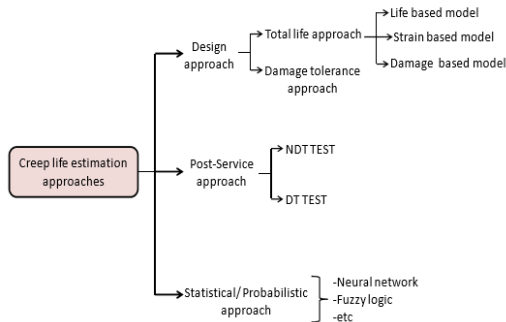 Creep life estimation
approaches
Design
approach
Total life approach
Life based model
Strain based model
Damage based model
Damage tolerance
approach
Post-Service
approach
NDT TEST
DT TEST
Statistical/Probabilistic
approach
-Neural network
-Fuzzy logic
-etc